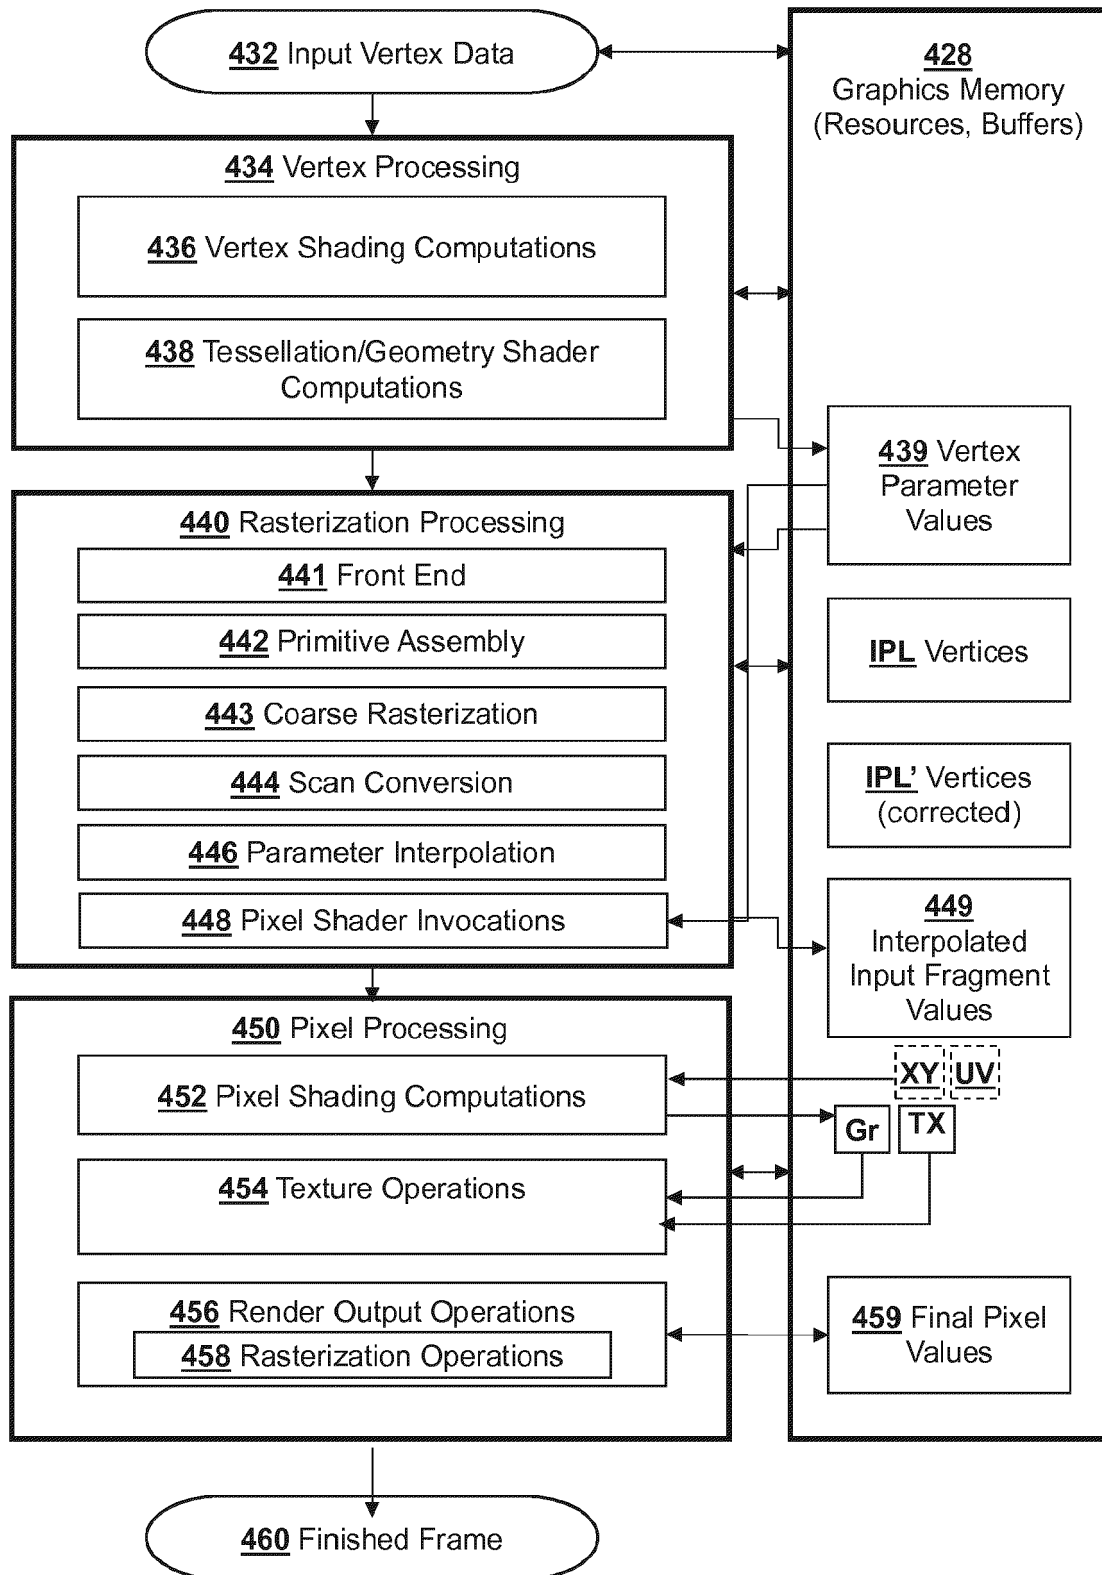 432 Input Vertex Data
428
Graphics Memory
(Resources, Buffers)
434 Vertex Processing
436 Vertex Shading Computations
438 Tessellation/Geometry Shader
Computations
439 Vertex
Parameter
Values
440 Rasterization Processing
441 Front End
442 Primitive Assembly
443 Coarse Rasterization
444 Scan Conversion
446 Parameter Interpolation
448 Pixel Shader Invocations
IPL Vertices
IPL' Vertices
(corrected)
449
Interpolated
Input Fragment
Values
450 Pixel Processing
452 Pixel Shading Computations
XY UV
Gr TX
454 Texture Operations
456 Render Output Operations
458 Rasterization Operations
459 Final Pixel
Values
460 Finished Frame